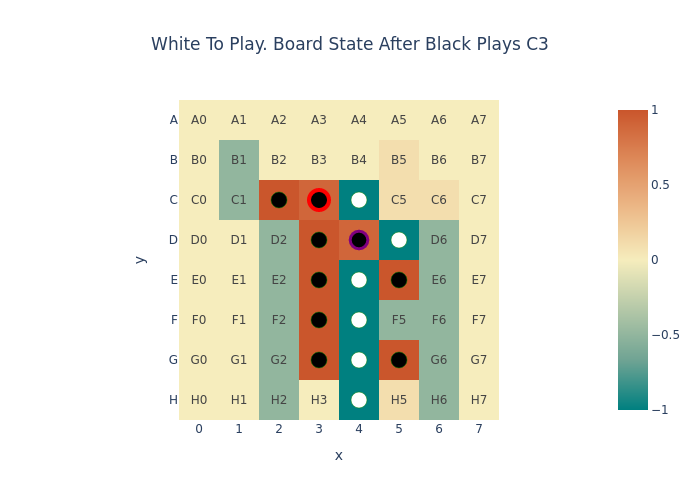 White To Play. Board State After Black Plays C3
A A0 A1 A2 A3 A4 A5 A6 A7
B B0 B1 B2 B3 B4 B5 B6 B7
C C0 C1 C5 C6 C7
D D0 D1 D2 D6 D7
E E0 E1 E2 E6 E7
F F0 F1 F2 F5 F6 F7
G G0 G1 G2 G6 G7
H H0 H1 H2 H3 H5 H6 H7
0 1 2 3 4 5 6 7
x
y
1
0.5
0
−0.5
−1